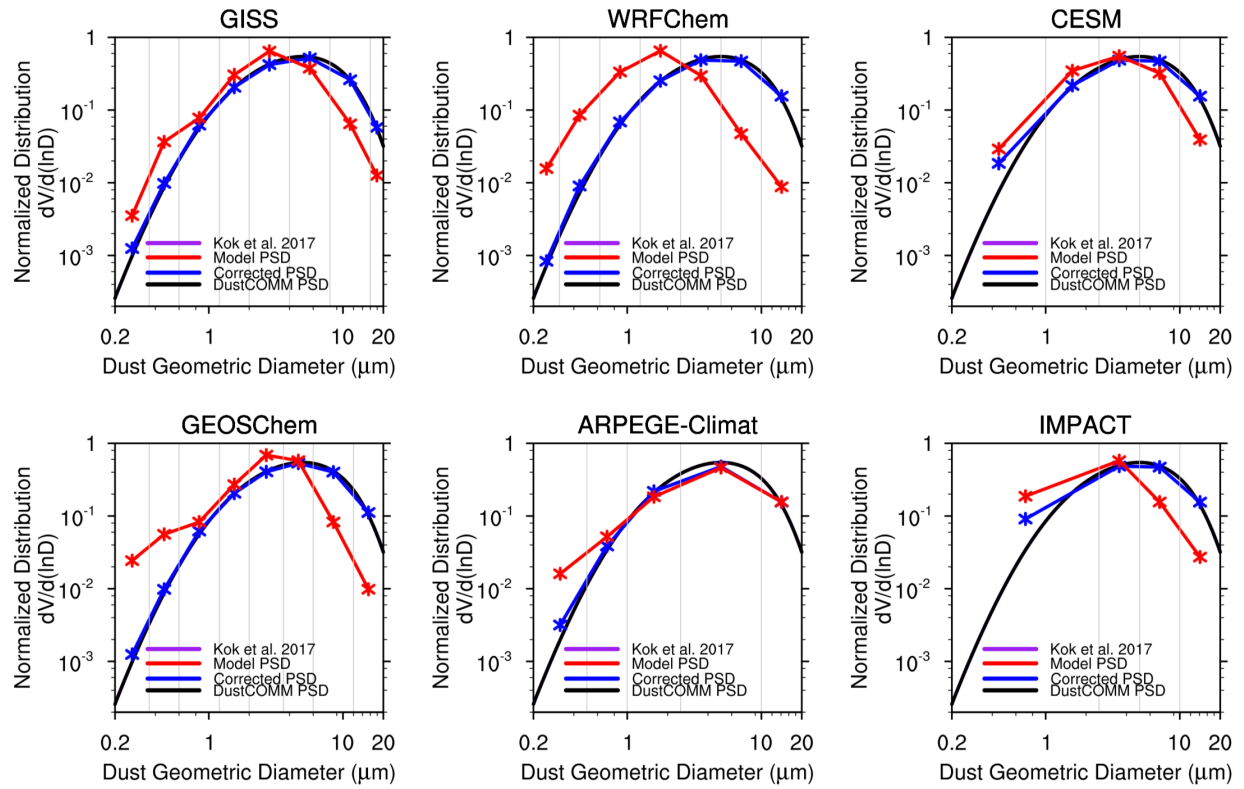 GISS
Normalized Distribution
dV/d(lnD)
1
10-1
10-2
10-3
Kok et al. 2017
Model PSD
Corrected PSD
DustCOMM PSD
0.2 1 10 20
Dust Geometric Diameter (µm)
WRFChem
Normalized Distribution
dV/d(lnD)
1
10-1
10-2
10-3
Kok et al. 2017
Model PSD
Corrected PSD
DustCOMM PSD
0.2 1 10 20
Dust Geometric Diameter (µm)
CESM
Normalized Distribution
dV/d(lnD)
1
10-1
10-2
10-3
Kok et al. 2017
Model PSD
Corrected PSD
DustCOMM PSD
0.2 1 10 20
Dust Geometric Diameter (µm)
GEOSChem
Normalized Distribution
dV/d(lnD)
1
10-1
10-2
10-3
Kok et al. 2017
Model PSD
Corrected PSD
DustCOMM PSD
0.2 1 10 20
Dust Geometric Diameter (µm)
ARPEGE-Climat
Normalized Distribution
dV/d(lnD)
1
10-1
10-2
10-3
Kok et al. 2017
Model PSD
Corrected PSD
DustCOMM PSD
0.2 1 10 20
Dust Geometric Diameter (µm)
IMPACT
Normalized Distribution
dV/d(lnD)
1
10-1
10-2
10-3
Kok et al. 2017
Model PSD
Corrected PSD
DustCOMM PSD
0.2 1 10 20
Dust Geometric Diameter (µm)